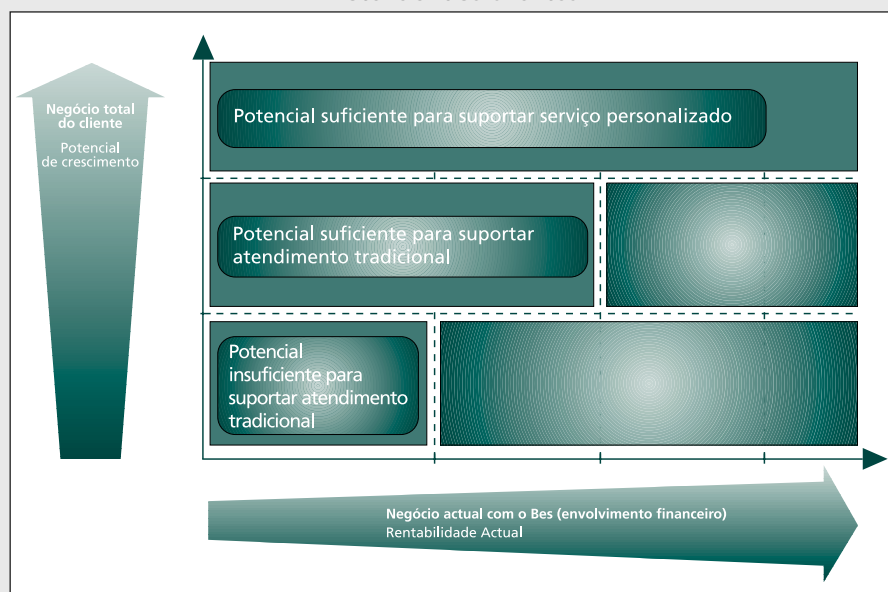 Negócio total
do cliente
Potencial
de crescimento
Potencial suficiente para suportar serviço personalizado
Potencial suficiente para suportar
atendimento tradicional
Potencial
insuficiente para
suportar atendimento
tradicional
Negócio actual com o Bes (envolvimento financeiro)
Rentabilidade Actual